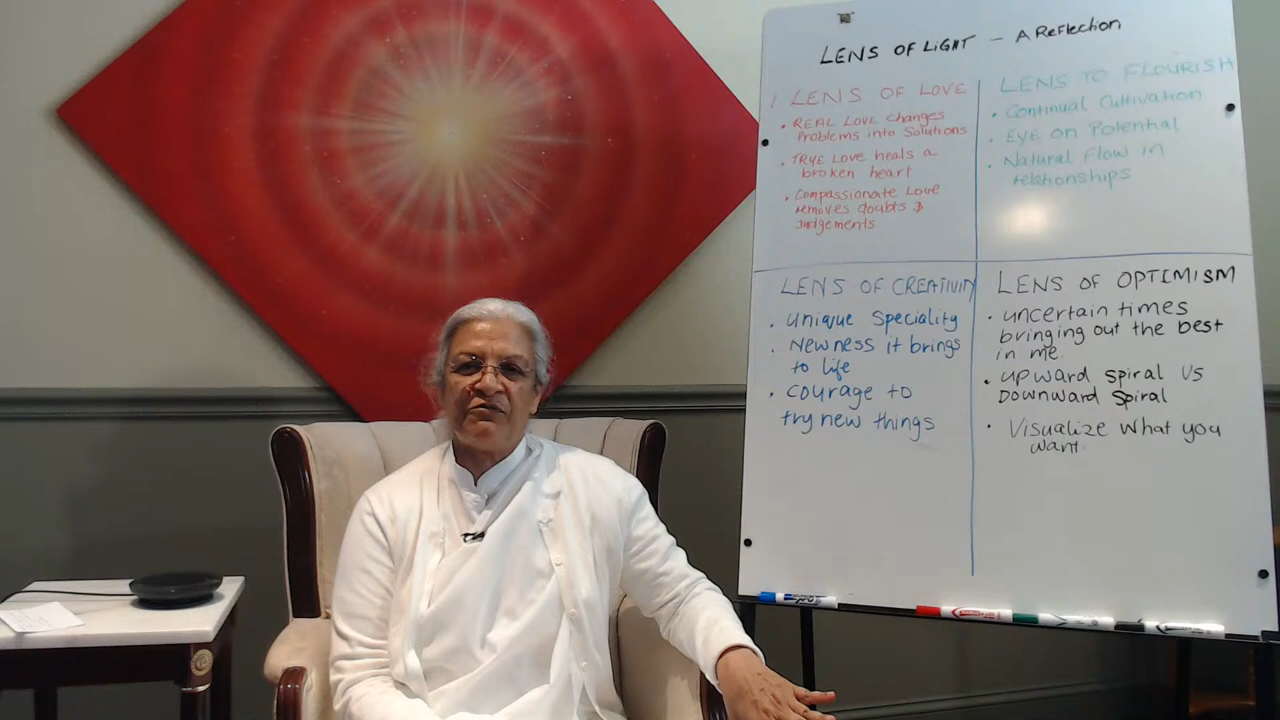 LENS OF LIGHT – A Reflection
LENS OF LOVE
• REAL LOVE changes
Problems into Solutions
• TRYE LOVE heals a
broken heart
• Compassionate Love
removes doubts &
Judgements
LENS TO FLOURISH
• Continual Cultivation
• Eye on Potential
• Natural Flow in
relationships
LENS OF CREATIVITY
• Unique Speciality
• Newness it brings
to life
• Courage to
try new things
LENS OF OPTIMISM
• uncertain times
bringing out the best
in me.
• upward spiral vs
Downward Spiral
• Visualize what you
want.